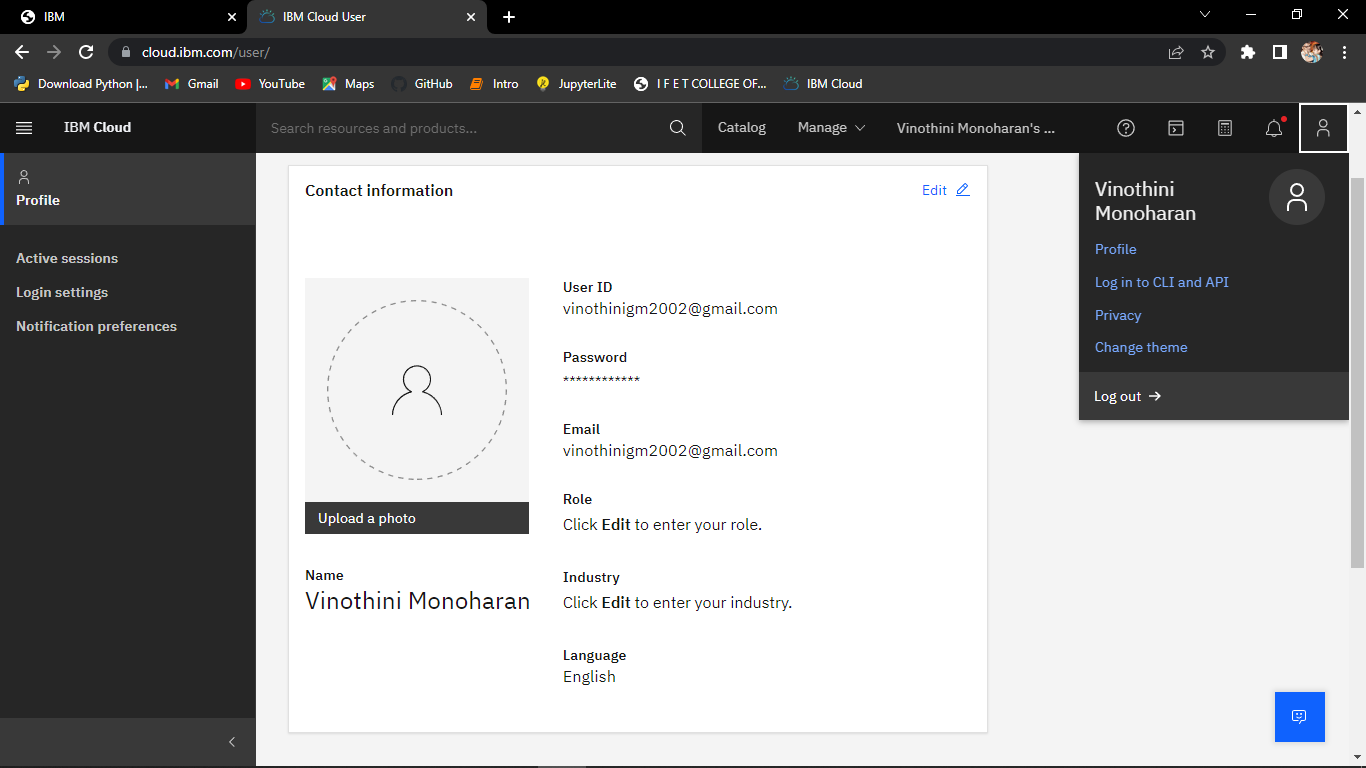 IBM
IBM Cloud User
cloud.ibm.com/user/
Download Python |...
Gmail
YouTube
Maps
GitHub
Intro
JupyterLite
I F E T COLLEGE OF...
IBM Cloud
IBM Cloud
Search resources and products...
Catalog
Manage
Vinothini Monoharan's ...
Profile
Active sessions
Login settings
Notification preferences
Contact information
Edit
Upload a photo
Name
Vinothini Monoharan
User ID
vinothinigm2002@gmail.com
Password
************
Email
vinothinigm2002@gmail.com
Role
Click Edit to enter your role.
Industry
Click Edit to enter your industry.
Language
English
Vinothini
Monoharan
Profile
Log in to CLI and API
Privacy
Change theme
Log out